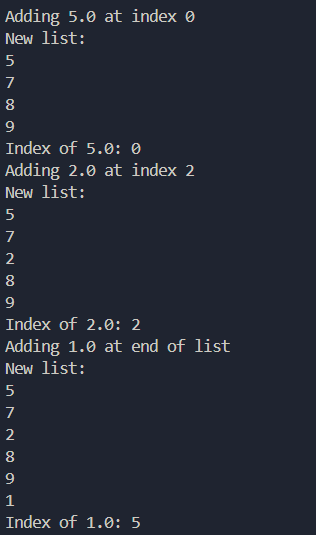 Adding 5.0 at index 0
New list:
5
7
8
9
Index of 5.0: 0
Adding 2.0 at index 2
New list:
5
7
2
8
9
Index of 2.0: 2
Adding 1.0 at end of list
New list:
5
7
2
8
9
1
Index of 1.0: 5